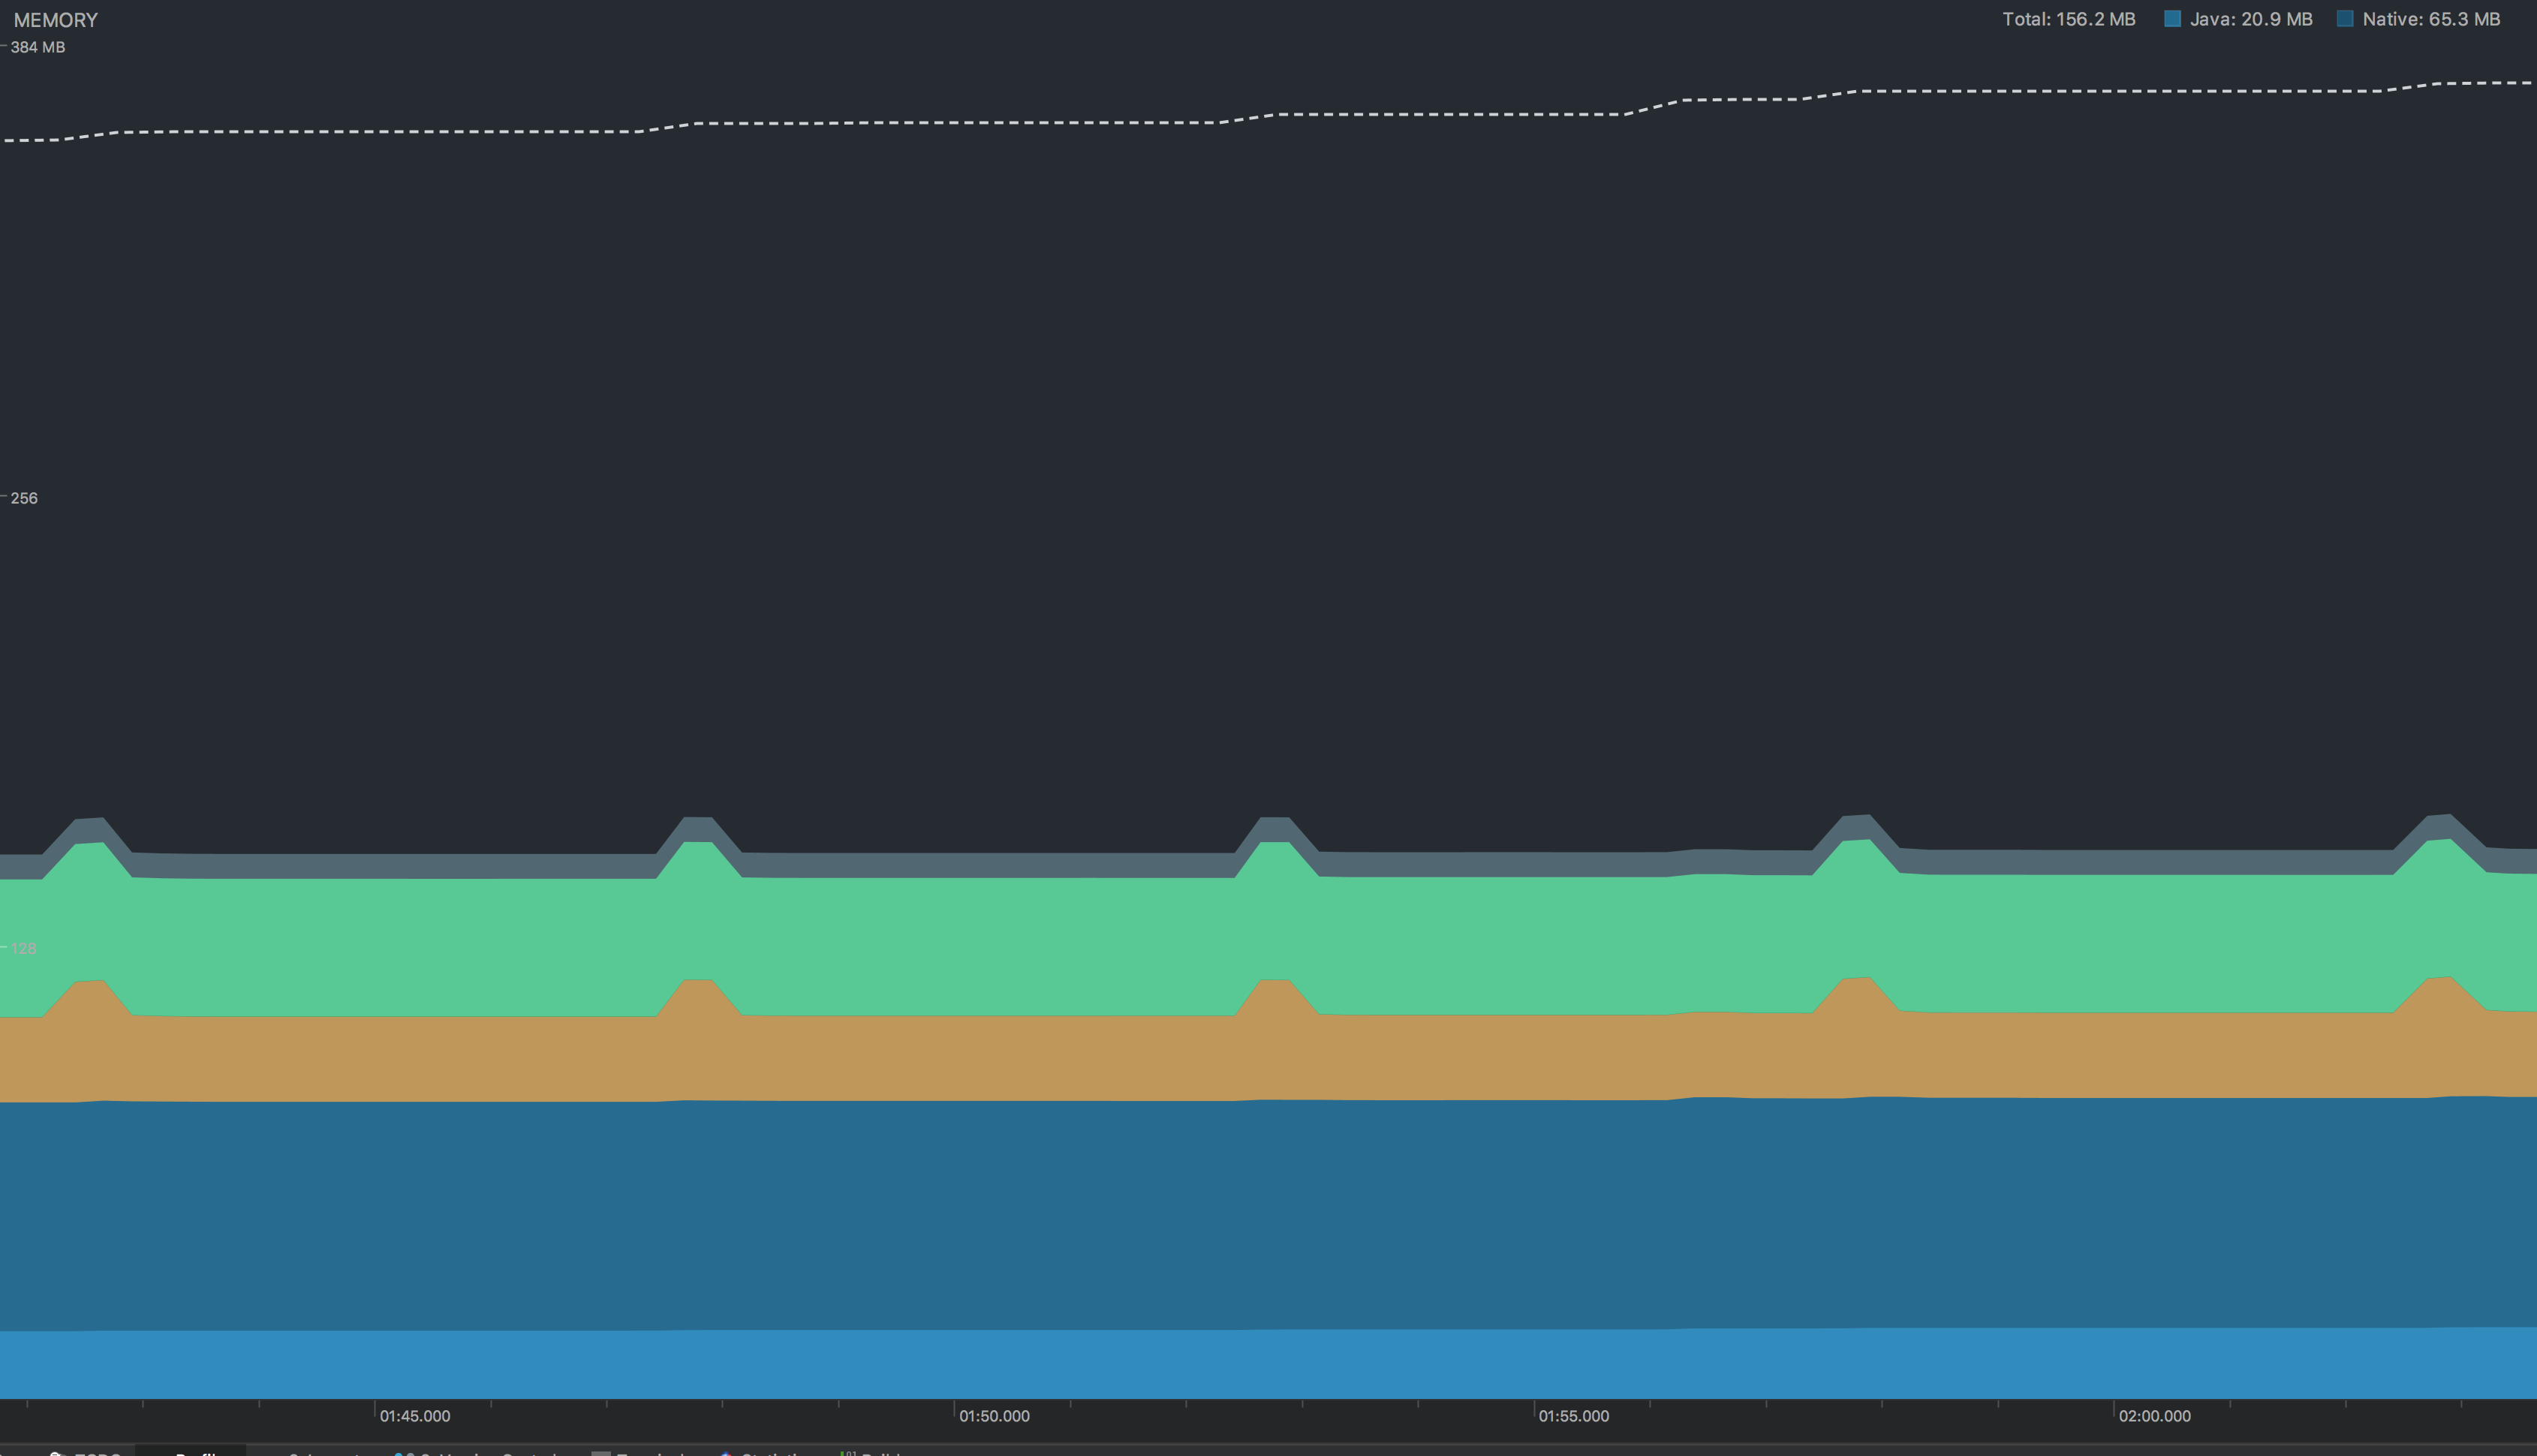 MEMORY
Total: 156.2 MB Java: 20.9 MB Native: 65.3 MB
384 MB
256
128
01:45.000 01:50.000 01:55.000 02:00.000